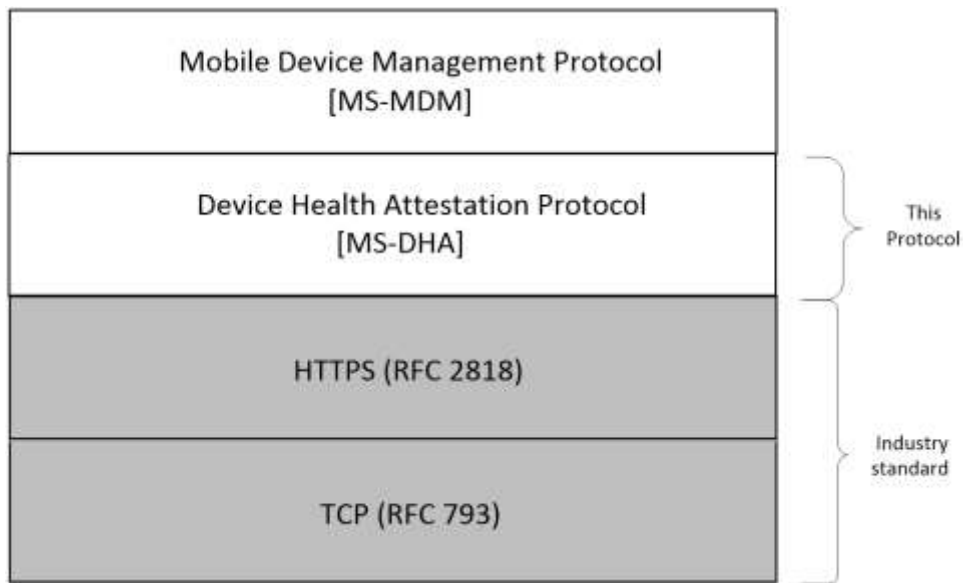 Mobile Device Management Protocol
[MS-MDM]
Device Health Attestation Protocol
[MS-DHA]
This
Protocol
HTTPS (RFC 2818)
Industry
standard
TCP (RFC 793)